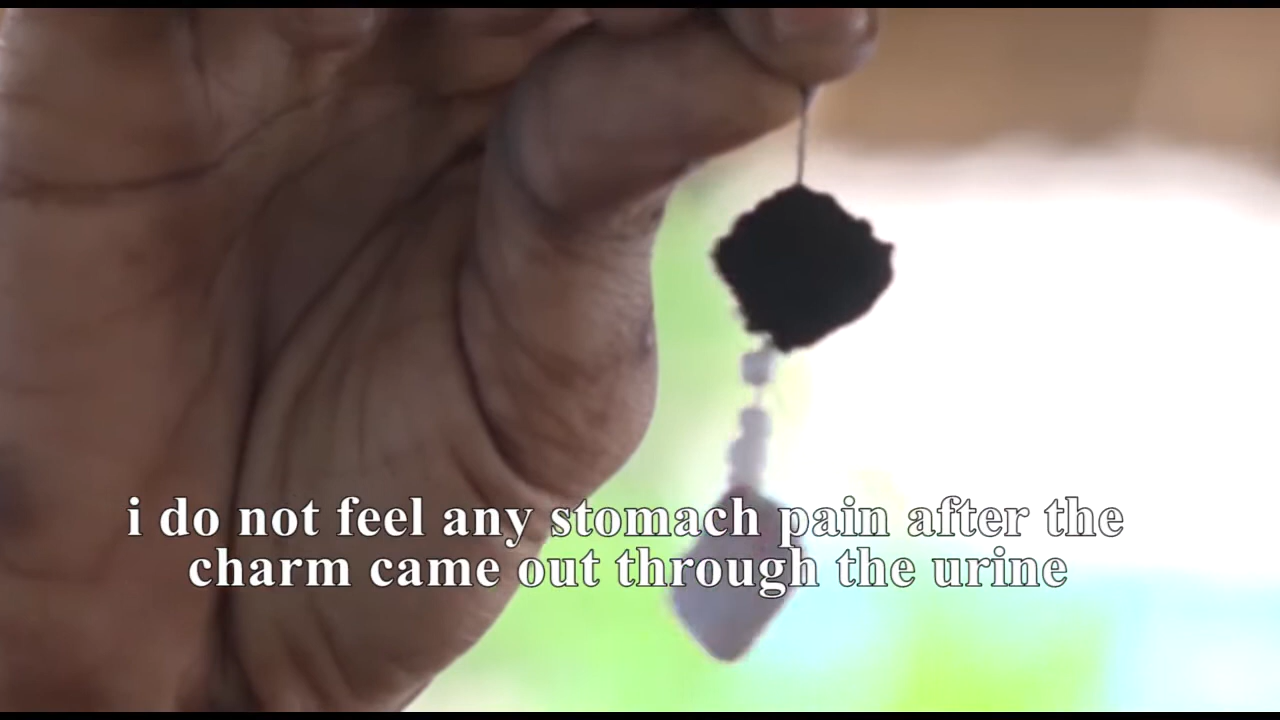 i do not feel any stomach pain after the
charm came out through the urine